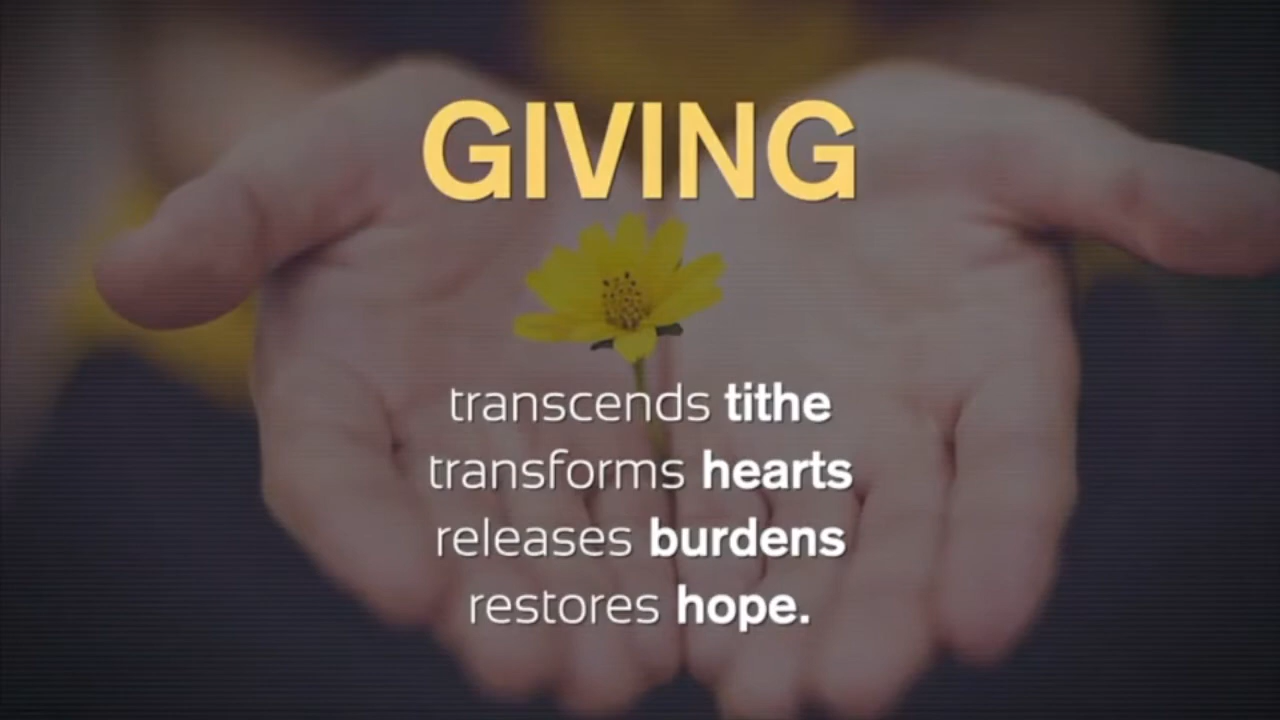 GIVING
transcends tithe
transforms hearts
releases burdens
restores hope.